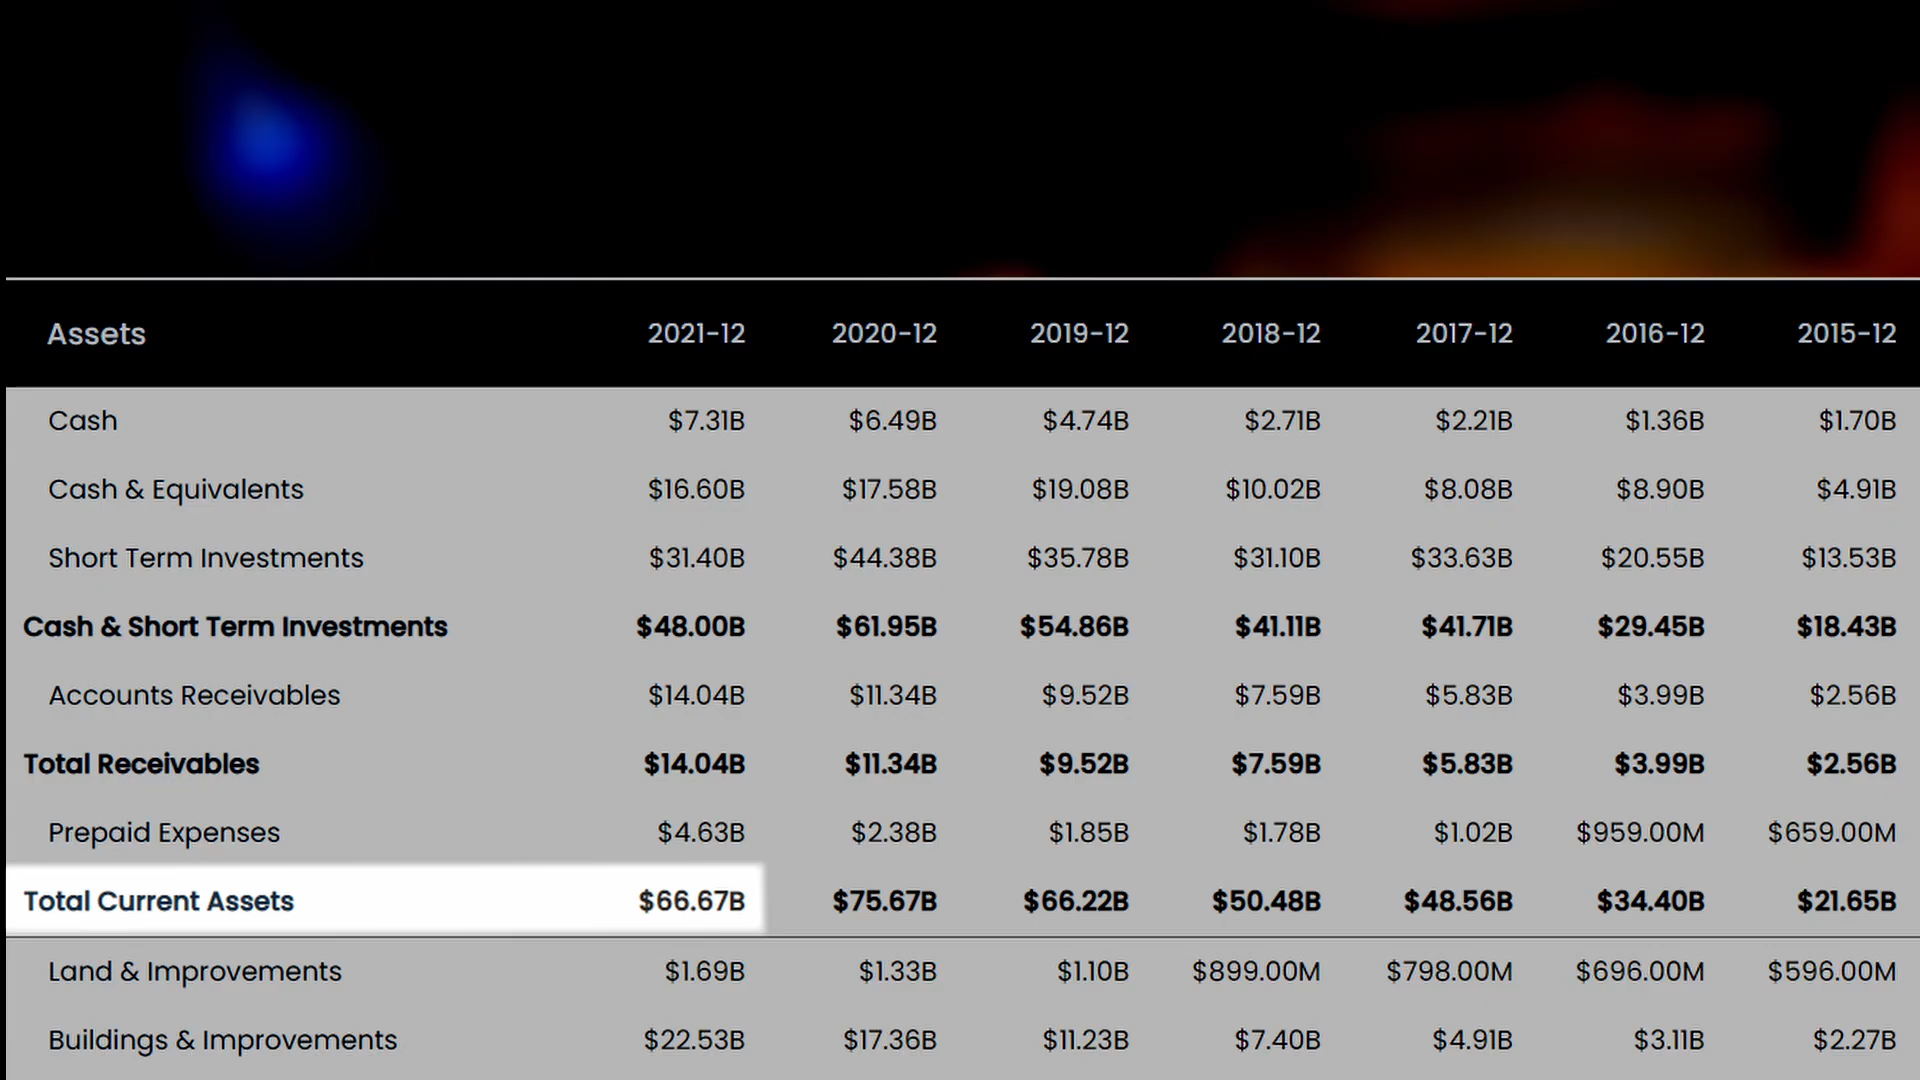 Assets 2021-12 2020-12 2019-12 2018-12 2017-12 2016-12 2015-12
Cash $7.31B $6.49B $4.74B $2.71B $2.21B $1.36B $1.70B
Cash & Equivalents $16.60B $17.58B $19.08B $10.02B $8.08B $8.90B $4.91B
Short Term Investments $31.40B $44.38B $35.78B $31.10B $33.63B $20.55B $13.53B
Cash & Short Term Investments $48.00B $61.95B $54.86B $41.11B $41.71B $29.45B $18.43B
Accounts Receivables $14.04B $11.34B $9.52B $7.59B $5.83B $3.99B $2.56B
Total Receivables $14.04B $11.34B $9.52B $7.59B $5.83B $3.99B $2.56B
Prepaid Expenses $4.63B $2.38B $1.85B $1.78B $1.02B $959.00M $659.00M
Total Current Assets $66.67B $75.67B $66.22B $50.48B $48.56B $34.40B $21.65B
Land & Improvements $1.69B $1.33B $1.10B $899.00M $798.00M $696.00M $596.00M
Buildings & Improvements $22.53B $17.36B $11.23B $7.40B $4.91B $3.11B $2.27B